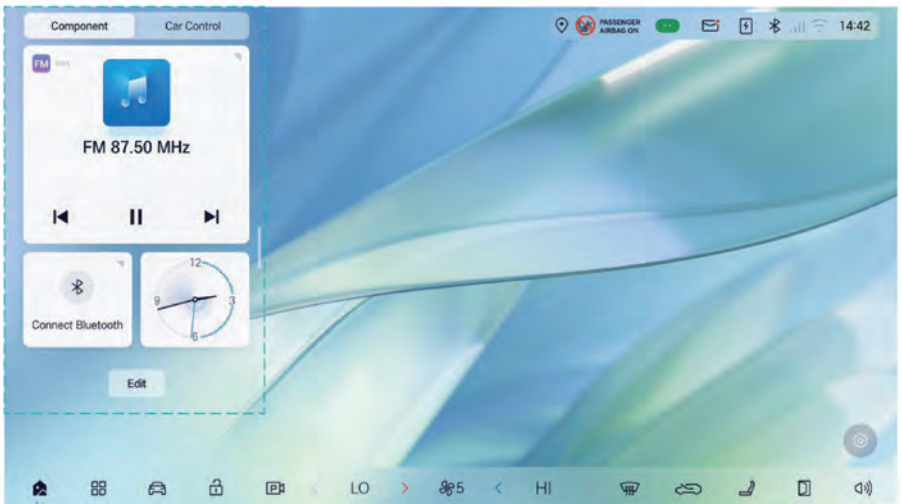 Component Car Control
PASSENGER
AIRBAG ON
14:42
FM
FM 87.50 MHz
Connect Bluetooth
12
9 3
6
Edit
P LO 5 HI